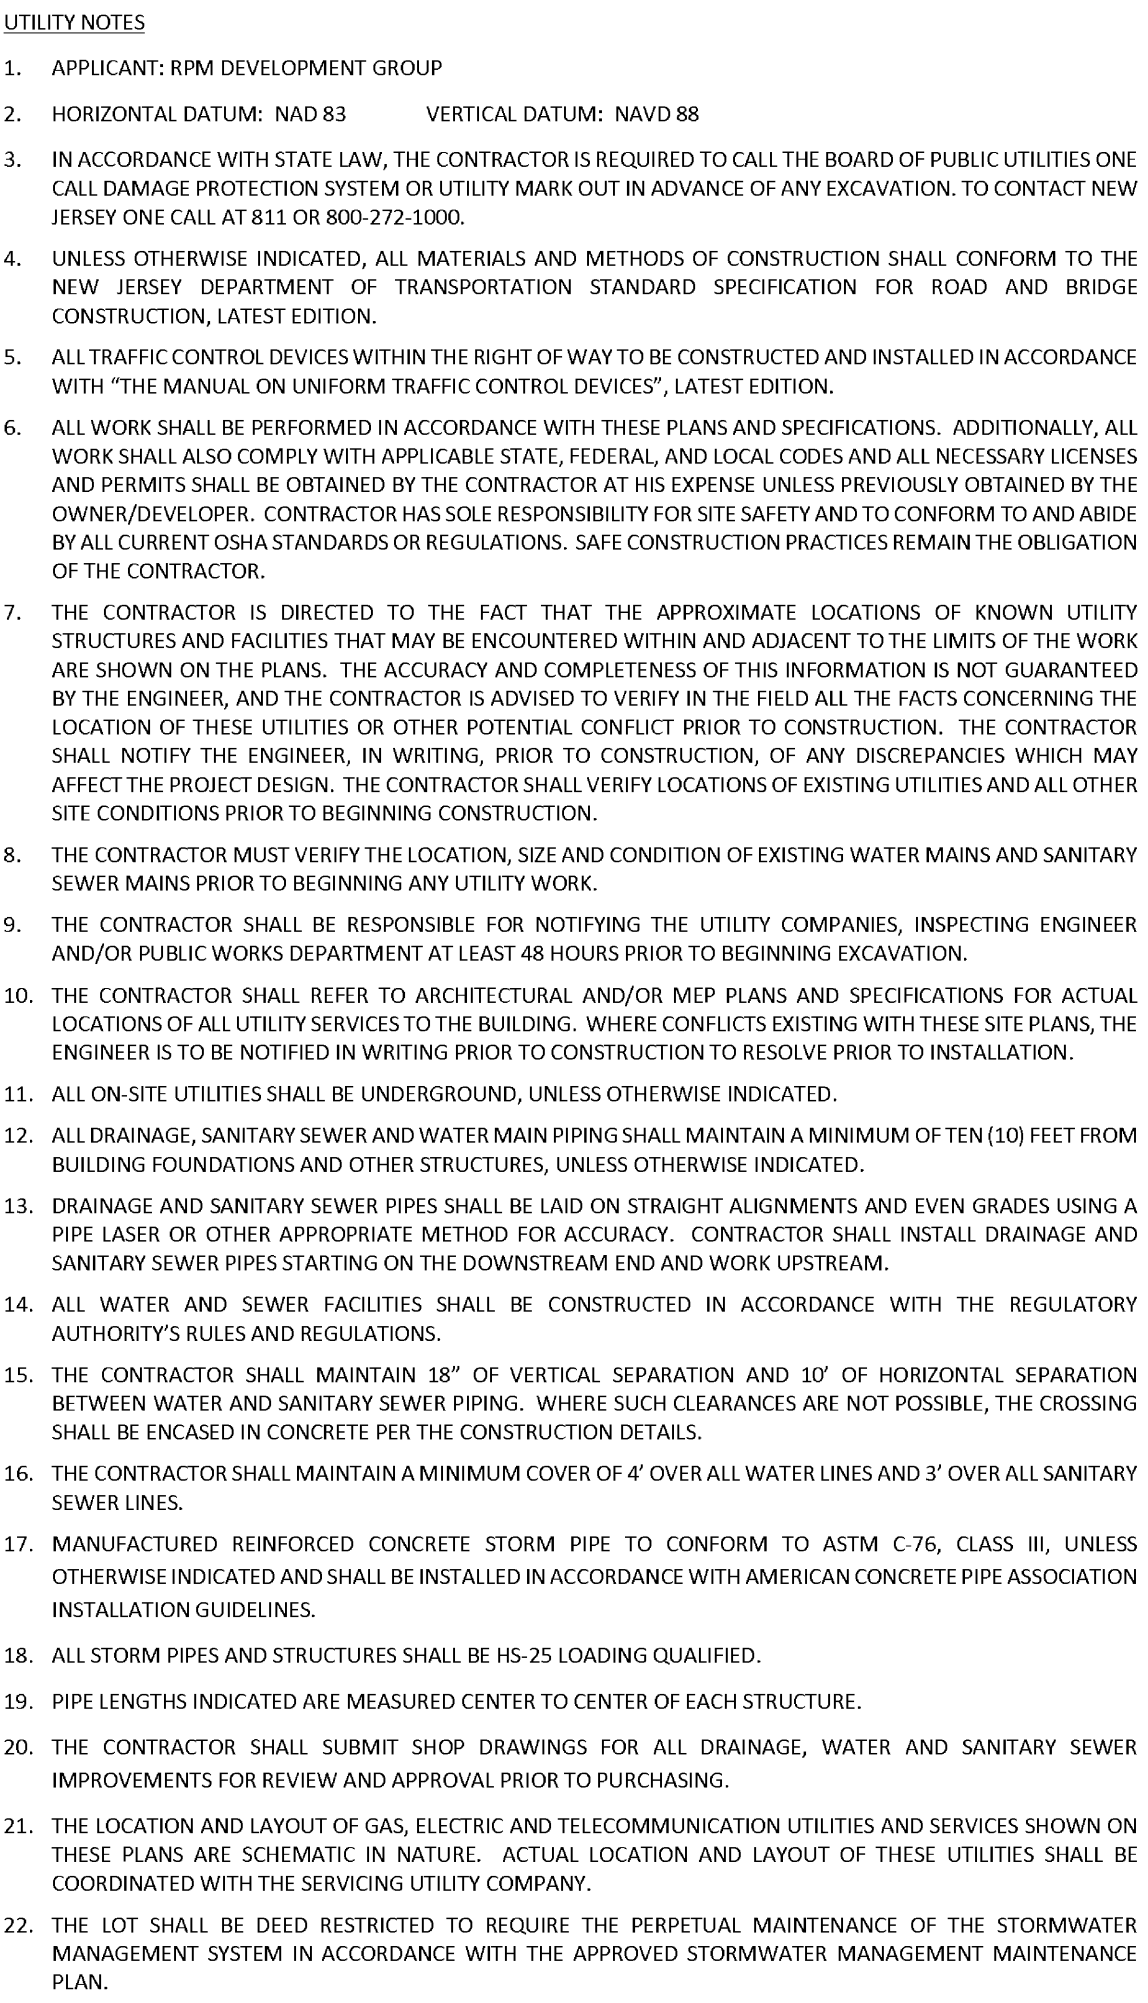 UTILITY NOTES
1. APPLICANT: RPM DEVELOPMENT GROUP
2. HORIZONTAL DATUM: NAD 83 VERTICAL DATUM: NAVD 88
3. IN ACCORDANCE WITH STATE LAW, THE CONTRACTOR IS REQUIRED TO CALL THE BOARD OF PUBLIC UTILITIES ONE
CALL DAMAGE PROTECTION SYSTEM OR UTILITY MARK OUT IN ADVANCE OF ANY EXCAVATION. TO CONTACT NEW
JERSEY ONE CALL AT 811 OR 800-272-1000.
4. UNLESS OTHERWISE INDICATED, ALL MATERIALS AND METHODS OF CONSTRUCTION SHALL CONFORM TO THE
NEW JERSEY DEPARTMENT OF TRANSPORTATION STANDARD SPECIFICATION FOR ROAD AND BRIDGE
CONSTRUCTION, LATEST EDITION.
5. ALL TRAFFIC CONTROL DEVICES WITHIN THE RIGHT OF WAY TO BE CONSTRUCTED AND INSTALLED IN ACCORDANCE
WITH “THE MANUAL ON UNIFORM TRAFFIC CONTROL DEVICES”, LATEST EDITION.
6. ALL WORK SHALL BE PERFORMED IN ACCORDANCE WITH THESE PLANS AND SPECIFICATIONS. ADDITIONALLY, ALL
WORK SHALL ALSO COMPLY WITH APPLICABLE STATE, FEDERAL, AND LOCAL CODES AND ALL NECESSARY LICENSES
AND PERMITS SHALL BE OBTAINED BY THE CONTRACTOR AT HIS EXPENSE UNLESS PREVIOUSLY OBTAINED BY THE
OWNER/DEVELOPER. CONTRACTOR HAS SOLE RESPONSIBILITY FOR SITE SAFETY AND TO CONFORM TO AND ABIDE
BY ALL CURRENT OSHA STANDARDS OR REGULATIONS. SAFE CONSTRUCTION PRACTICES REMAIN THE OBLIGATION
OF THE CONTRACTOR.
7. THE CONTRACTOR IS DIRECTED TO THE FACT THAT THE APPROXIMATE LOCATIONS OF KNOWN UTILITY
STRUCTURES AND FACILITIES THAT MAY BE ENCOUNTERED WITHIN AND ADJACENT TO THE LIMITS OF THE WORK
ARE SHOWN ON THE PLANS. THE ACCURACY AND COMPLETENESS OF THIS INFORMATION IS NOT GUARANTEED
BY THE ENGINEER, AND THE CONTRACTOR IS ADVISED TO VERIFY IN THE FIELD ALL THE FACTS CONCERNING THE
LOCATION OF THESE UTILITIES OR OTHER POTENTIAL CONFLICT PRIOR TO CONSTRUCTION. THE CONTRACTOR
SHALL NOTIFY THE ENGINEER, IN WRITING, PRIOR TO CONSTRUCTION, OF ANY DISCREPANCIES WHICH MAY
AFFECT THE PROJECT DESIGN. THE CONTRACTOR SHALL VERIFY LOCATIONS OF EXISTING UTILITIES AND ALL OTHER
SITE CONDITIONS PRIOR TO BEGINNING CONSTRUCTION.
8. THE CONTRACTOR MUST VERIFY THE LOCATION, SIZE AND CONDITION OF EXISTING WATER MAINS AND SANITARY
SEWER MAINS PRIOR TO BEGINNING ANY UTILITY WORK.
9. THE CONTRACTOR SHALL BE RESPONSIBLE FOR NOTIFYING THE UTILITY COMPANIES, INSPECTING ENGINEER
AND/OR PUBLIC WORKS DEPARTMENT AT LEAST 48 HOURS PRIOR TO BEGINNING EXCAVATION.
10. THE CONTRACTOR SHALL REFER TO ARCHITECTURAL AND/OR MEP PLANS AND SPECIFICATIONS FOR ACTUAL
LOCATIONS OF ALL UTILITY SERVICES TO THE BUILDING. WHERE CONFLICTS EXISTING WITH THESE SITE PLANS, THE
ENGINEER IS TO BE NOTIFIED IN WRITING PRIOR TO CONSTRUCTION TO RESOLVE PRIOR TO INSTALLATION.
11. ALL ON-SITE UTILITIES SHALL BE UNDERGROUND, UNLESS OTHERWISE INDICATED.
12. ALL DRAINAGE, SANITARY SEWER AND WATER MAIN PIPING SHALL MAINTAIN A MINIMUM OF TEN (10) FEET FROM
BUILDING FOUNDATIONS AND OTHER STRUCTURES, UNLESS OTHERWISE INDICATED.
13. DRAINAGE AND SANITARY SEWER PIPES SHALL BE LAID ON STRAIGHT ALIGNMENTS AND EVEN GRADES USING A
PIPE LASER OR OTHER APPROPRIATE METHOD FOR ACCURACY. CONTRACTOR SHALL INSTALL DRAINAGE AND
SANITARY SEWER PIPES STARTING ON THE DOWNSTREAM END AND WORK UPSTREAM.
14. ALL WATER AND SEWER FACILITIES SHALL BE CONSTRUCTED IN ACCORDANCE WITH THE REGULATORY
AUTHORITY’S RULES AND REGULATIONS.
15. THE CONTRACTOR SHALL MAINTAIN 18” OF VERTICAL SEPARATION AND 10’ OF HORIZONTAL SEPARATION
BETWEEN WATER AND SANITARY SEWER PIPING. WHERE SUCH CLEARANCES ARE NOT POSSIBLE, THE CROSSING
SHALL BE ENCASED IN CONCRETE PER THE CONSTRUCTION DETAILS.
16. THE CONTRACTOR SHALL MAINTAIN A MINIMUM COVER OF 4’ OVER ALL WATER LINES AND 3’ OVER ALL SANITARY
SEWER LINES.
17. MANUFACTURED REINFORCED CONCRETE STORM PIPE TO CONFORM TO ASTM C-76, CLASS III, UNLESS
OTHERWISE INDICATED AND SHALL BE INSTALLED IN ACCORDANCE WITH AMERICAN CONCRETE PIPE ASSOCIATION
INSTALLATION GUIDELINES.
18. ALL STORM PIPES AND STRUCTURES SHALL BE HS-25 LOADING QUALIFIED.
19. PIPE LENGTHS INDICATED ARE MEASURED CENTER TO CENTER OF EACH STRUCTURE.
20. THE CONTRACTOR SHALL SUBMIT SHOP DRAWINGS FOR ALL DRAINAGE, WATER AND SANITARY SEWER
IMPROVEMENTS FOR REVIEW AND APPROVAL PRIOR TO PURCHASING.
21. THE LOCATION AND LAYOUT OF GAS, ELECTRIC AND TELECOMMUNICATION UTILITIES AND SERVICES SHOWN ON
THESE PLANS ARE SCHEMATIC IN NATURE. ACTUAL LOCATION AND LAYOUT OF THESE UTILITIES SHALL BE
COORDINATED WITH THE SERVICING UTILITY COMPANY.
22. THE LOT SHALL BE DEED RESTRICTED TO REQUIRE THE PERPETUAL MAINTENANCE OF THE STORMWATER
MANAGEMENT SYSTEM IN ACCORDANCE WITH THE APPROVED STORMWATER MANAGEMENT MAINTENANCE
PLAN.